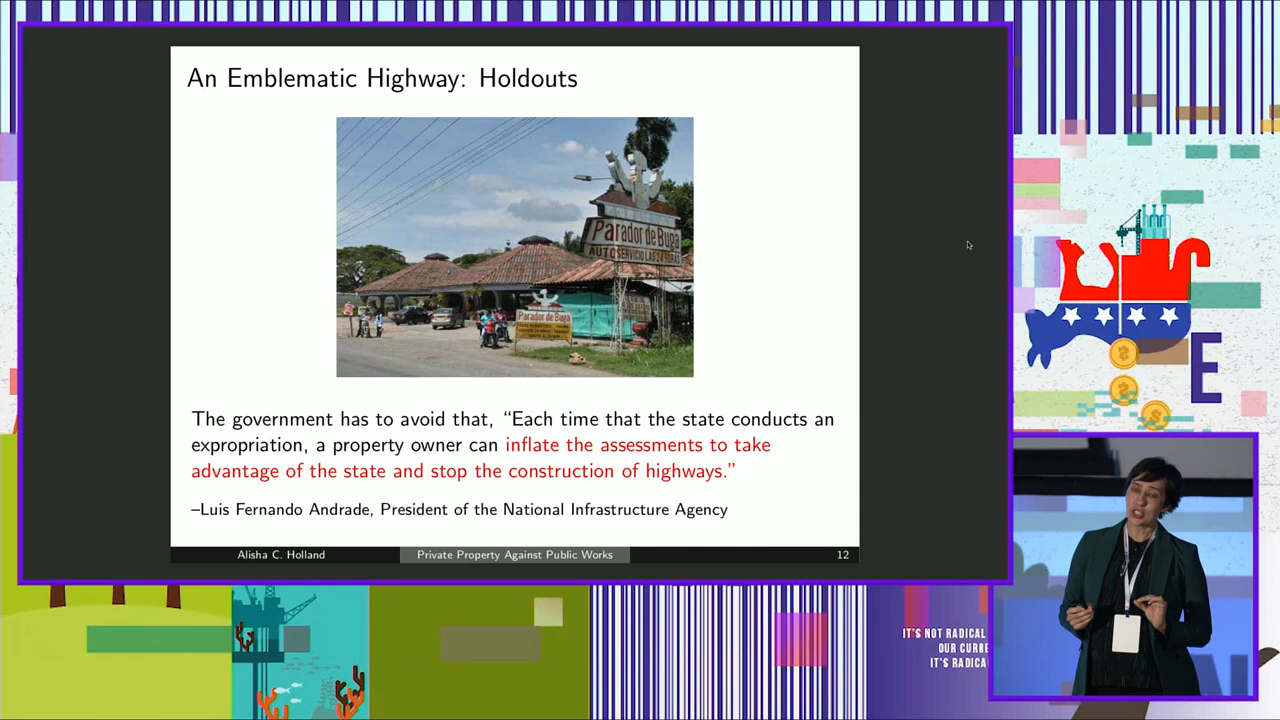 An Emblematic Highway: Holdouts
Parador de Buga
AUTOSERVICIO LAS 24 HORAS
Parador de Buga
The government has to avoid that, “Each time that the state conducts an
expropriation, a property owner can inflate the assessments to take
advantage of the state and stop the construction of highways.”
–Luis Fernando Andrade, President of the National Infrastructure Agency
Alisha C. Holland
Private Property Against Public Works
12
E
IT'S NOT RADICAL
OUR CURRE
IT'S RADICA